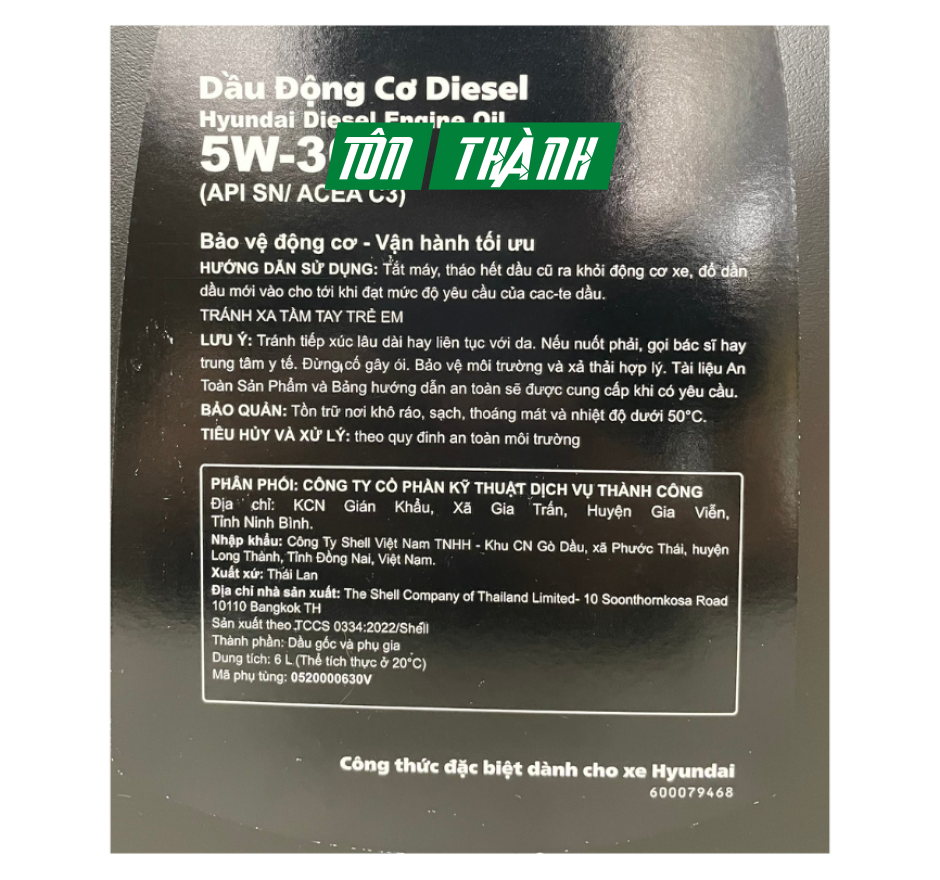 Dầu Động Cơ Diesel
Hyundai Diesel Engine Oil
5W-30
TÔN THÀNH
(API SN/ ACEA C3)
Bảo vệ động cơ - Vận hành tối ưu
HƯỚNG DẪN SỬ DỤNG: Tắt máy, tháo hết dầu cũ ra khỏi động cơ xe, đổ dần
dầu mới vào cho tới khi đạt mức độ yêu cầu của cac-te dầu.
TRÁNH XA TẦM TAY TRẺ EM
LƯU Ý: Tránh tiếp xúc lâu dài hay liên tục với da. Nếu nuốt phải, gọi bác sĩ hay
trung tâm y tế. Đừng cố gây ói. Bảo vệ môi trường và xả thải hợp lý. Tài liệu An
Toàn Sản Phẩm và Bảng hướng dẫn an toàn sẽ được cung cấp khi có yêu cầu.
BẢO QUẢN: Tồn trữ nơi khô ráo, sạch, thoáng mát và nhiệt độ dưới 50°C.
TIÊU HỦY VÀ XỬ LÝ: theo quy đinh an toàn môi trường
PHÂN PHỐI: CÔNG TY CỔ PHẦN KỸ THUẬT DỊCH VỤ THÀNH CÔNG
Địa chỉ: KCN Gián Khẩu, Xã Gia Trấn, Huyện Gia Viễn,
Tỉnh Ninh Bình.
Nhập khẩu: Công Ty Shell Việt Nam TNHH - Khu CN Gò Dầu, xã Phước Thái, huyện
Long Thành, Tỉnh Đồng Nai, Việt Nam.
Xuất xứ: Thái Lan
Địa chỉ nhà sản xuất: The Shell Company of Thailand Limited- 10 Soonthornkosa Road
10110 Bangkok TH
Sản xuất theo TCCS 0334:2022/Shell
Thành phần: Dầu gốc và phụ gia
Dung tích: 6 L (Thể tích thực ở 20°C)
Mã phụ tùng: 0520000630V
Công thức đặc biệt dành cho xe Hyundai
600079468